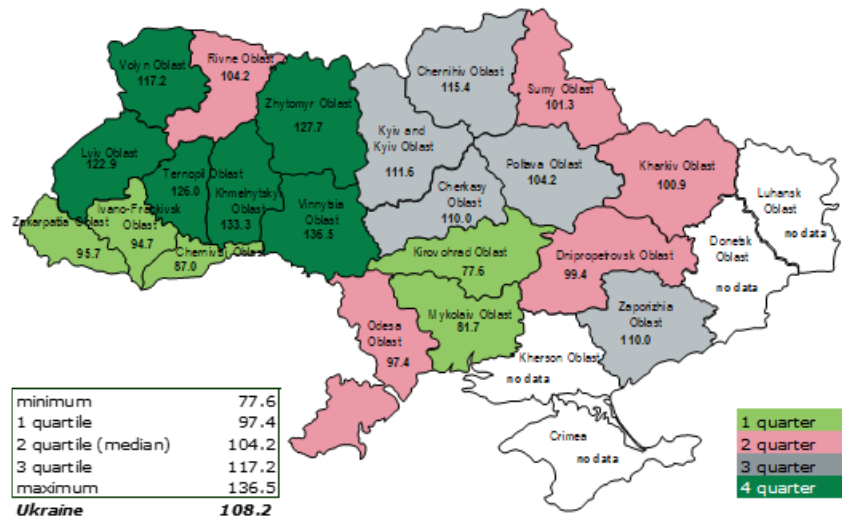 Volyn Oblast
117.2
Rivne Oblast
104.2
Zhytomyr Oblast
127.7
Chernihiv Oblast
115.4
Sumy Oblast
101.3
Kyiv and
Kyiv Oblast
111.6
Lviv Oblast
122.9
Ternopil Oblast
126.0
Khmelnytskyi
Oblast
133.3
Vinnytsia
Oblast
136.5
Cherkasy
Oblast
110.0
Poltava Oblast
104.2
Kharkiv Oblast
100.9
Luhansk
Oblast
no data
Zakarpatia Oblast
95.7
Ivano-Frankivsk
Oblast
94.7
Chernivtsi Oblast
87.0
Kirovohrad Oblast
77.6
Dnipropetrovsk Oblast
99.4
Donetsk
Oblast
no data
Odesa
Oblast
97.4
Mykolaiv Oblast
81.7
Zaporizhia
Oblast
110.0
Kherson Oblast
no data
Crimea
no data
minimum 77.6
1 quartile 97.4
2 quartile (median) 104.2
3 quartile 117.2
maximum 136.5
Ukraine 108.2
1 quarter
2 quarter
3 quarter
4 quarter